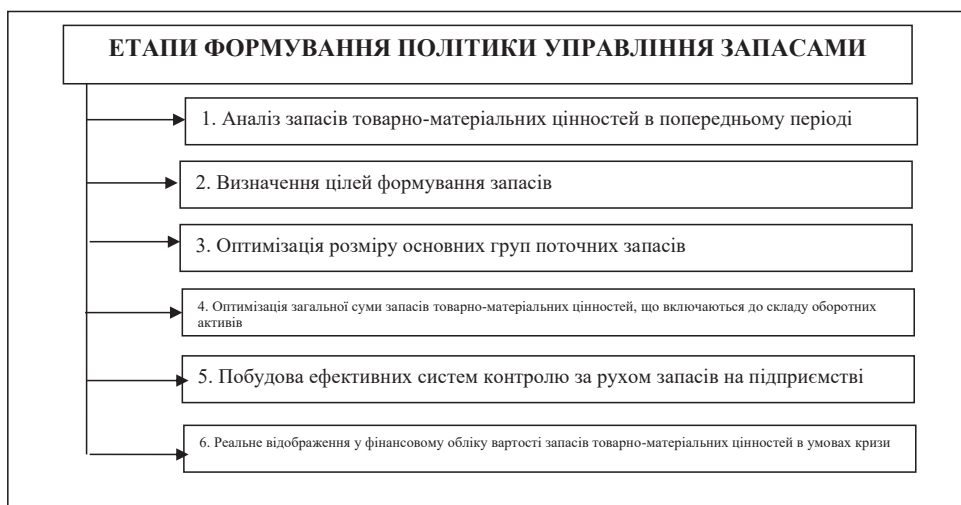 ЕТАПИ ФОРМУВАННЯ ПОЛІТИКИ УПРАВЛІННЯ ЗАПАСАМИ
1. Аналіз запасів товарно-матеріальних цінностей в попередньому періоді
2. Визначення цілей формування запасів
3. Оптимізація розміру основних груп поточних запасів
4. Оптимізація загальної суми запасів товарно-матеріальних цінностей, що включаються до складу оборотних
активів
5. Побудова ефективних систем контролю за рухом запасів на підприємстві
6. Реальне відображення у фінансовому обліку вартості запасів товарно-матеріальних цінностей в умовах кризи